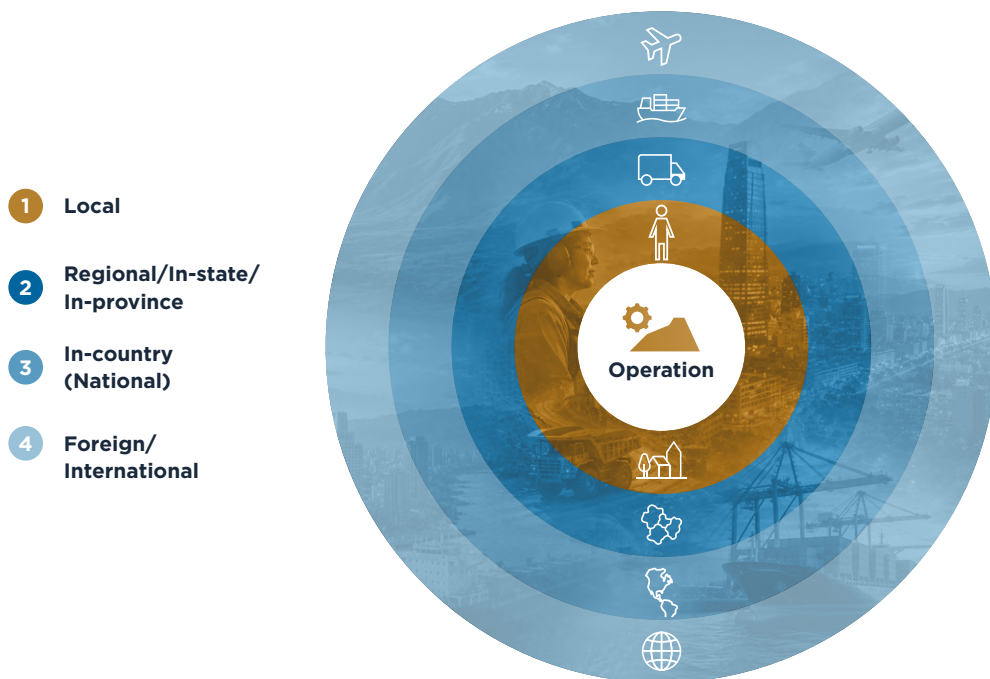 1
Local
2
Regional/In-state/
In-province
3
In-country
(National)
4
Foreign/
International
Operation